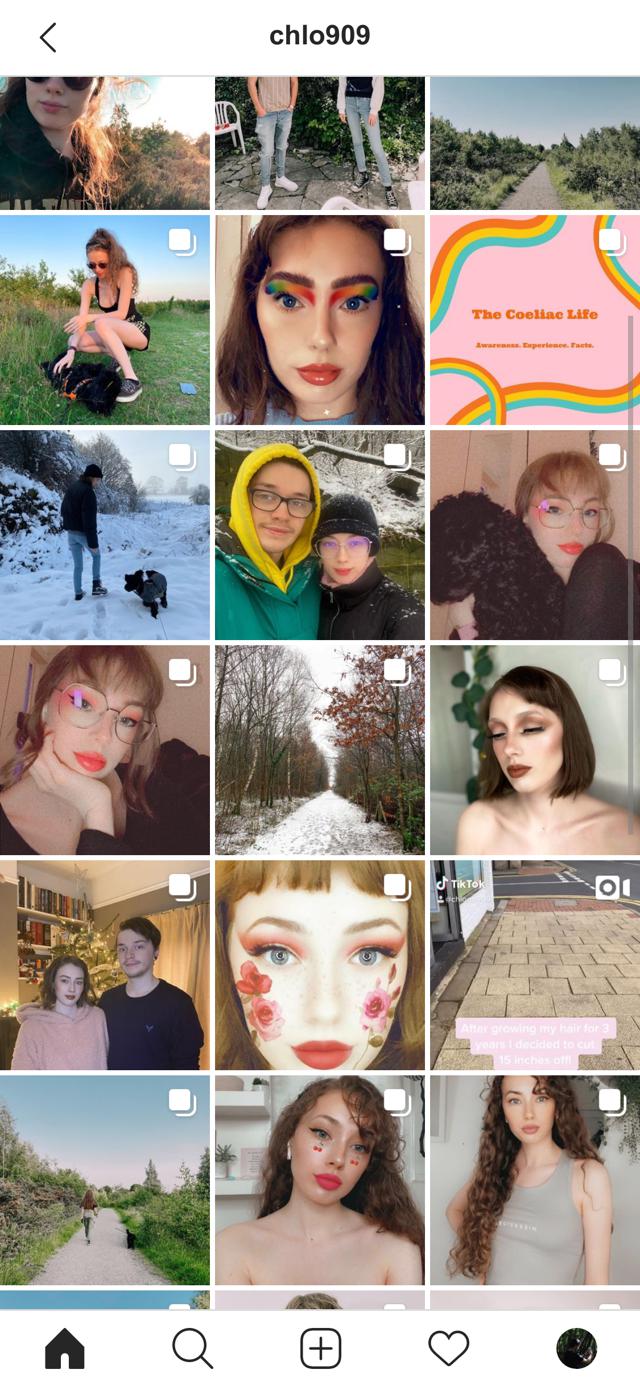 chlo909
The Coeliac Life
Awareness. Experience. Facts.
TikTok
After growing my hair for 3
years I decided to cut
15 inches off!